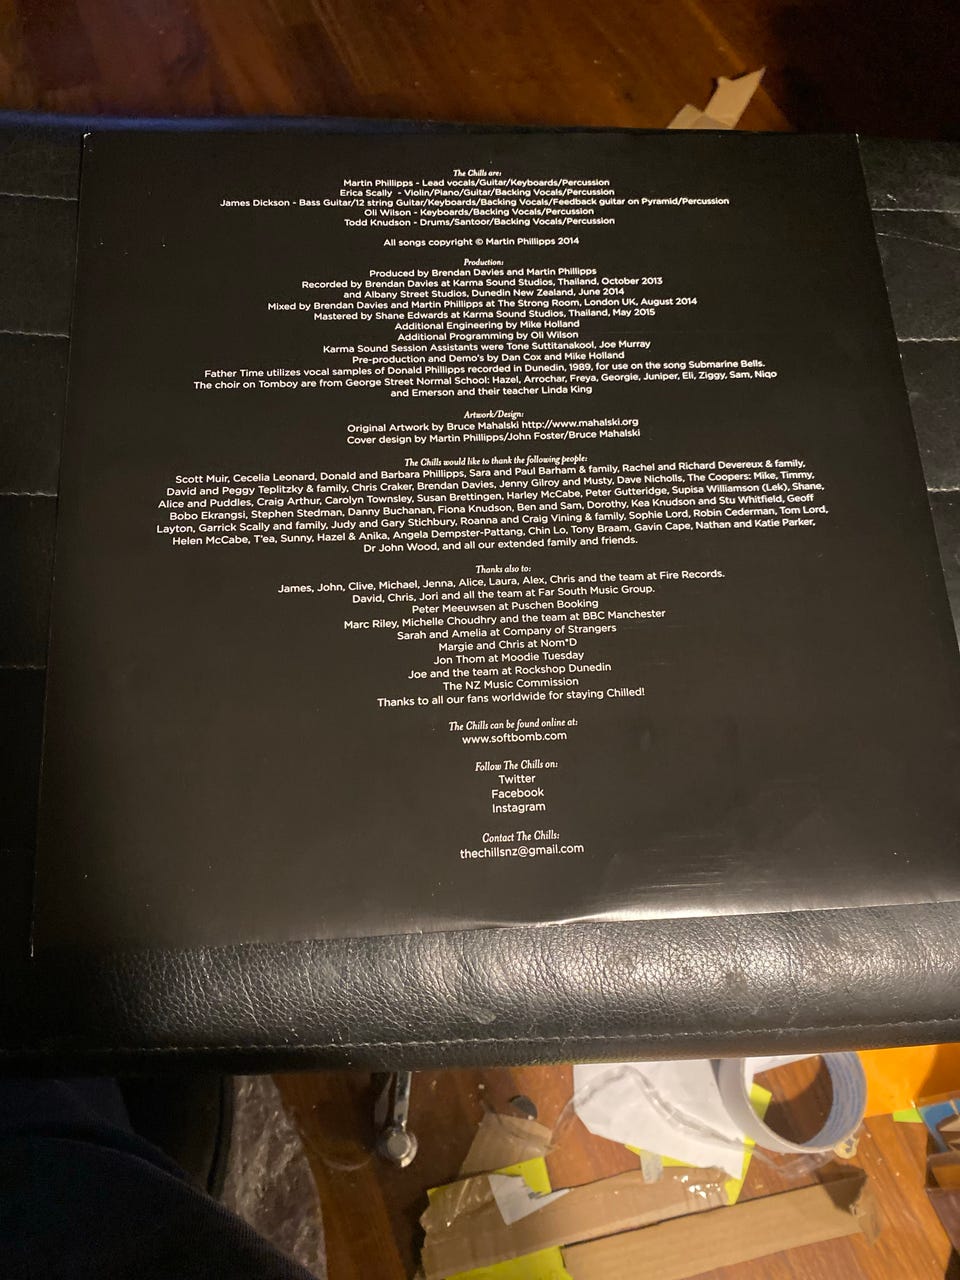 The Chills are:
Martin Phillipps - Lead vocals/Guitar/Keyboards/Percussion
Erica Scally - Violin/Piano/Guitar/Backing Vocals/Percussion
James Dickson - Bass Guitar/12 string Guitar/Keyboards/Backing Vocals/Feedback guitar on Pyramid/Percussion
Oli Wilson - Keyboards/Backing Vocals/Percussion
Todd Knudson - Drums/Santoor/Backing Vocals/Percussion
All songs copyright © Martin Phillipps 2014
Production:
Produced by Brendan Davies and Martin Phillipps
Recorded by Brendan Davies at Karma Sound Studios, Thailand, October 2013
and Albany Street Studios, Dunedin New Zealand, June 2014
Mixed by Brendan Davies and Martin Phillipps at The Strong Room, London UK, August 2014
Mastered by Shane Edwards at Karma Sound Studios, Thailand, May 2015
Additional Engineering by Mike Holland
Additional Programming by Oli Wilson
Karma Sound Session Assistants were Tone Suttitanakool, Joe Murray
Pre-production and Demo's by Dan Cox and Mike Holland
Father Time utilizes vocal samples of Donald Phillipps recorded in Dunedin, 1989, for use on the song Submarine Bells.
The choir on Tomboy are from George Street Normal School: Hazel, Arrochar, Freya, Georgie, Juniper, Eli, Ziggy, Sam, Niqo
and Emerson and their teacher Linda King
Artwork/Design:
Original Artwork by Bruce Mahalski http://www.mahalski.org
Cover design by Martin Phillipps/John Foster/Bruce Mahalski
The Chills would like to thank the following people:
Scott Muir, Cecelia Leonard, Donald and Barbara Phillipps, Sara and Paul Barham & family, Rachel and Richard Devereux & family,
David and Peggy Teplitzky & family, Chris Craker, Brendan Davies, Jenny Gilroy and Musty, Dave Nicholls, The Coopers: Mike, Timmy,
Alice and Puddles, Craig Arthur, Carolyn Townsley, Susan Brettingen, Harley McCabe, Peter Gutteridge, Supisa Williamson (Lek), Shane,
Bobo Ekrangsi, Stephen Stedman, Danny Buchanan, Fiona Knudson, Ben and Sam, Dorothy, Kea Knudson and Stu Whitfield, Geoff
Layton, Garrick Scally and family, Judy and Gary Stichbury, Roanna and Craig Vining & family, Sophie Lord, Robin Cederman, Tom Lord,
Helen McCabe, T'ea, Sunny, Hazel & Anika, Angela Dempster-Pattang, Chin Lo, Tony Braam, Gavin Cape, Nathan and Katie Parker,
Dr John Wood, and all our extended family and friends.
Thanks also to:
James, John, Clive, Michael, Jenna, Alice, Laura, Alex, Chris and the team at Fire Records.
David, Chris, Jori and all the team at Far South Music Group.
Peter Meeuwsen at Puschen Booking
Marc Riley, Michelle Choudhry and the team at BBC Manchester
Sarah and Amelia at Company of Strangers
Margie and Chris at Nom*D
Jon Thom at Moodie Tuesday
Joe and the team at Rockshop Dunedin
The NZ Music Commission
Thanks to all our fans worldwide for staying Chilled!
The Chills can be found online at:
www.softbomb.com
Follow The Chills on:
Twitter
Facebook
Instagram
Contact The Chills:
thechillsnz@gmail.com